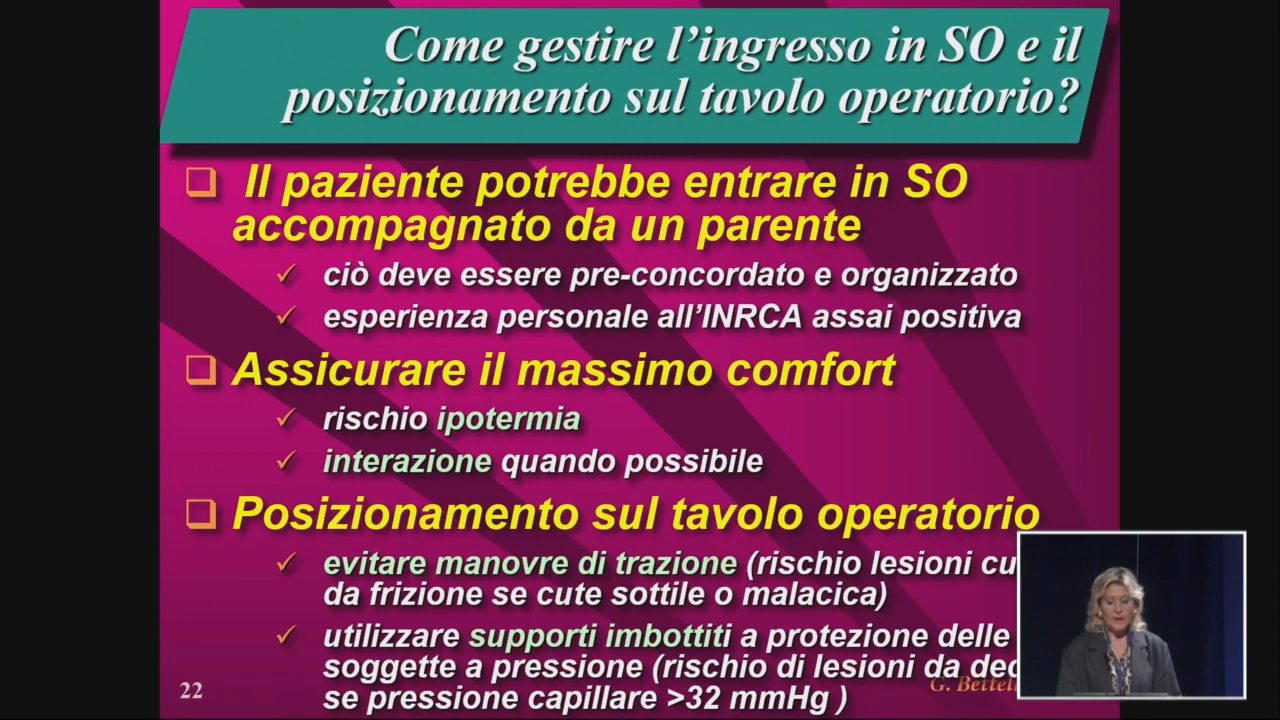 Come gestire l'ingresso in SO e il
posizionamento sul tavolo operatorio?
Il paziente potrebbe entrare in SO
accompagnato da un parente
ciò deve essere pre-concordato e organizzato
esperienza personale all'INRCA assai positiva
Assicurare il massimo comfort
rischio ipotermia
interazione quando possibile
Posizionamento sul tavolo operatorio
evitare manovre di trazione (rischio lesioni
da frizione se cute sottile o malacica)
utilizzare supporti imbottiti a protezione delle
soggette a pressione (rischio di lesioni da
se pressione capillare >32 mmHg )
22
G.